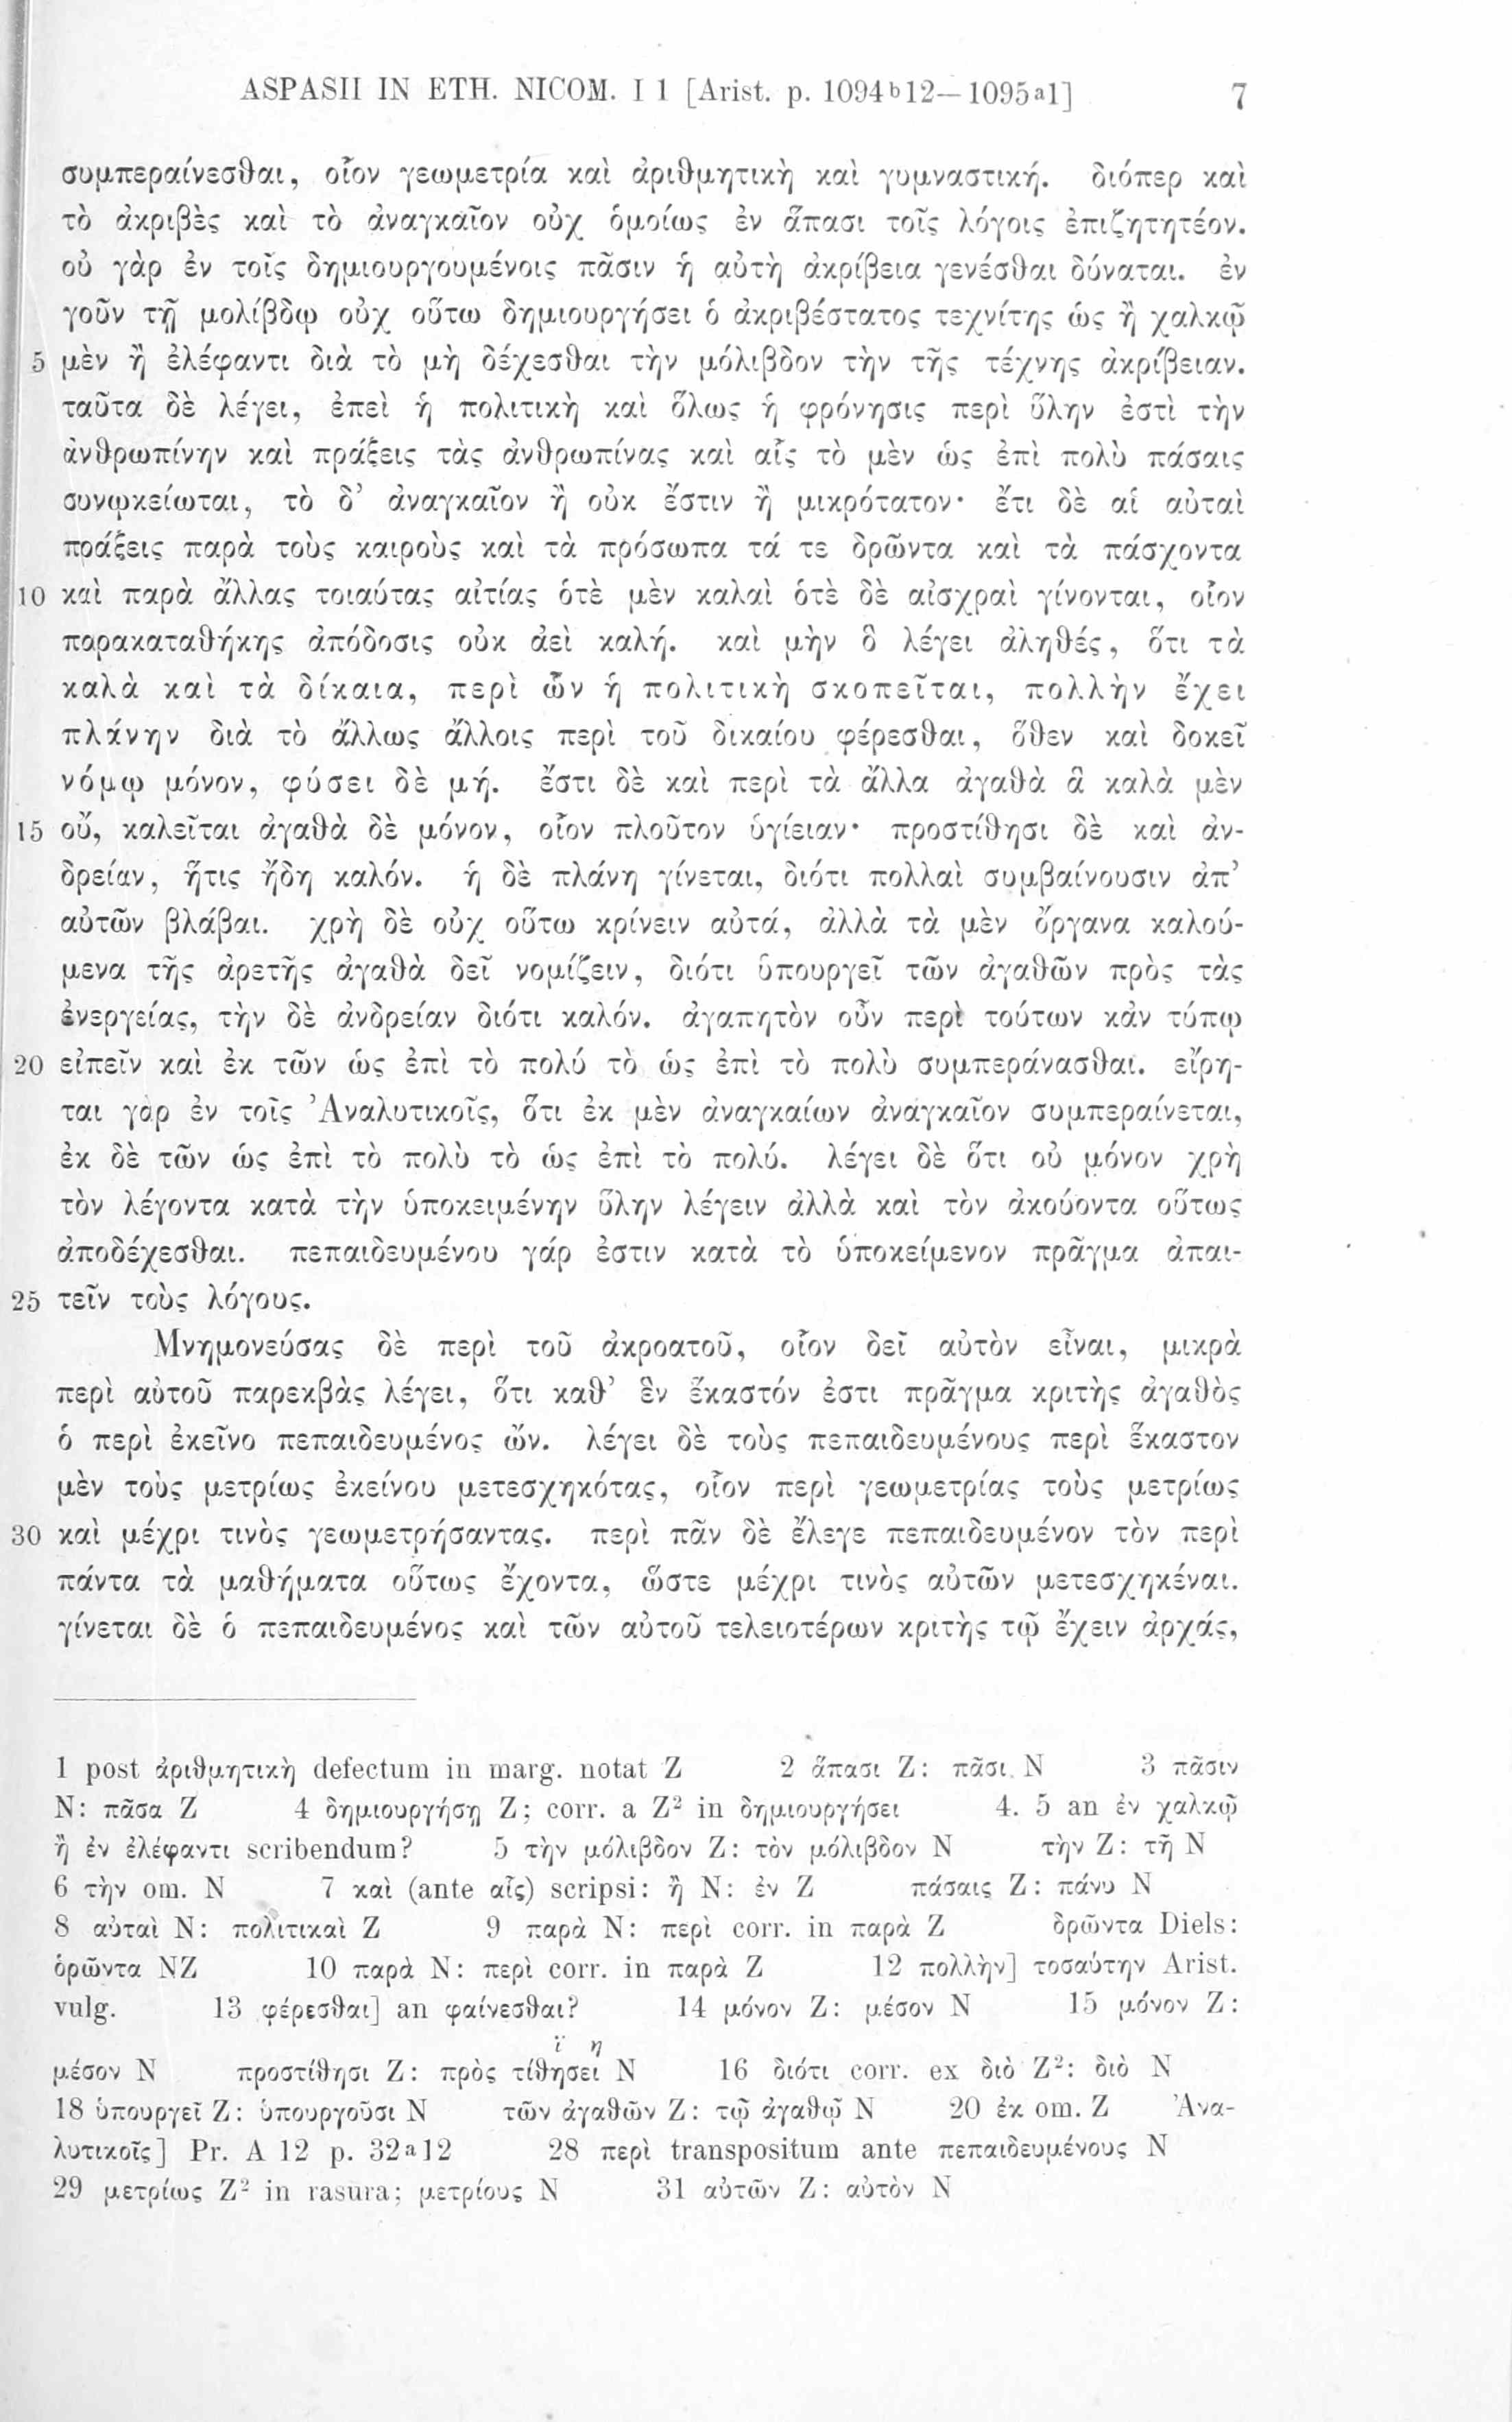 ASPASII IN ETH. NICOM. I 1 [Arist. p. 1094ᵇ12—1095ᵃ1] 7
συμπεραίνεσθαι, οἷον γεωμετρία καὶ ἀριθμητικὴ καὶ γυμναστική. διόπερ καὶ
τὸ ἀκριβὲς καὶ τὸ ἀναγκαῖον οὐχ ὁμοίως ἐν ἅπασι τοῖς λόγοις ἐπιζητητέον.
οὐ γὰρ ἐν τοῖς δημιουργουμένοις πᾶσιν ἡ αὐτὴ ἀκρίβεια γενέσθαι δύναται. ἐν
γοῦν τῇ μολίβδῳ οὐχ οὕτω δημιουργήσει ὁ ἀκριβέστατος τεχνίτης ὡς ἢ χαλκῷ
5 μὲν ἢ ἐλέφαντι διὰ τὸ μὴ δέχεσθαι τὴν μόλιβδον τὴν τῆς τέχνης ἀκρίβειαν.
ταῦτα δὲ λέγει, ἐπεὶ ἡ πολιτικὴ καὶ ὅλως ἡ φρόνησις περὶ ὕλην ἐστὶ τὴν
ἀνθρωπίνην καὶ πράξεις τὰς ἀνθρωπίνας καὶ αἷς τὸ μὲν ὡς ἐπὶ πολὺ πάσαις
συνῳκείωται, τὸ δ’ ἀναγκαῖον ἢ οὐκ ἔστιν ἢ μικρότατον· ἔτι δὲ αἱ αὐταὶ
πράξεις παρὰ τοὺς καιροὺς καὶ τὰ πρόσωπα τά τε δρῶντα καὶ τὰ πάσχοντα
10 καὶ παρὰ ἄλλας τοιαύτας αἰτίας ὁτὲ μὲν καλαὶ ὁτὲ δὲ αἰσχραὶ γίνονται, οἷον
παρακαταθήκης ἀπόδοσις οὐκ ἀεὶ καλή. καὶ μὴν ὃ λέγει ἀληθές, ὅτι τὰ
καλὰ καὶ τὰ δίκαια, περὶ ὧν ἡ πολιτικὴ σκοπεῖται, πολλὴν ἔχει
πλάνην διὰ τὸ ἄλλως ἄλλοις περὶ τοῦ δικαίου φέρεσθαι, ὅθεν καὶ δοκεῖ
νόμῳ μόνον, φύσει δὲ μή. ἔστι δὲ καὶ περὶ τὰ ἄλλα ἀγαθὰ ἃ καλὰ μὲν
15 οὔ, καλεῖται ἀγαθὰ δὲ μόνον, οἷον πλοῦτον ὑγίειαν· προστίθησι δὲ καὶ ἀν-
δρείαν, ἥτις ἤδη καλόν. ἡ δὲ πλάνη γίνεται, διότι πολλαὶ συμβαίνουσιν ἀπ’
αὐτῶν βλάβαι. χρὴ δὲ οὐχ οὕτω κρίνειν αὐτά, ἀλλὰ τὰ μὲν ὄργανα καλού-
μενα τῆς ἀρετῆς ἀγαθὰ δεῖ νομίζειν, διότι ὑπουργεῖ τῶν ἀγαθῶν πρὸς τὰς
ἐνεργείας, τὴν δὲ ἀνδρείαν διότι καλόν. ἀγαπητὸν οὖν περὶ τούτων κἂν τύπῳ
20 εἰπεῖν καὶ ἐκ τῶν ὡς ἐπὶ τὸ πολύ τὸ ὡς ἐπὶ τὸ πολὺ συμπεράνασθαι. εἴρη-
ται γὰρ ἐν τοῖς Ἀναλυτικοῖς, ὅτι ἐκ μὲν ἀναγκαίων ἀναγκαῖον συμπεραίνεται,
ἐκ δὲ τῶν ὡς ἐπὶ τὸ πολὺ τὸ ὡς ἐπὶ τὸ πολύ. λέγει δὲ ὅτι οὐ μόνον χρὴ
τὸν λέγοντα κατὰ τὴν ὑποκειμένην ὕλην λέγειν ἀλλὰ καὶ τὸν ἀκούοντα οὕτως
ἀποδέχεσθαι. πεπαιδευμένου γάρ ἐστιν κατὰ τὸ ὑποκείμενον πρᾶγμα ἀπαι-
25 τεῖν τοὺς λόγους.
Μνημονεύσας δὲ περὶ τοῦ ἀκροατοῦ, οἷον δεῖ αὐτὸν εἶναι, μικρὰ
περὶ αὐτοῦ παρεκβὰς λέγει, ὅτι καθ’ ἓν ἕκαστόν ἐστι πρᾶγμα κριτὴς ἀγαθὸς
ὁ περὶ ἐκεῖνο πεπαιδευμένος ὤν. λέγει δὲ τοὺς πεπαιδευμένους περὶ ἕκαστον
μὲν τοὺς μετρίως ἐκείνου μετεσχηκότας, οἷον περὶ γεωμετρίας τοὺς μετρίως
30 καὶ μέχρι τινὸς γεωμετρήσαντας. περὶ πᾶν δὲ ἔλεγε πεπαιδευμένον τὸν περὶ
πάντα τὰ μαθήματα οὕτως ἔχοντα, ὥστε μέχρι τινὸς αὐτῶν μετεσχηκέναι.
γίνεται δὲ ὁ πεπαιδευμένος καὶ τῶν αὐτοῦ τελειοτέρων κριτὴς τῷ ἔχειν ἀρχάς,
1 post ἀριθμητικὴ defectum in marg. notat Z 2 ἅπασι Z: πᾶσι N 3 πᾶσιν
N: πᾶσα Z 4 δημιουργήσῃ Z; corr. a Z² in δημιουργήσει 4. 5 an ἐν χαλκῷ
ἢ ἐν ἐλέφαντι scribendum? 5 τὴν μόλιβδον Z: τὸν μόλιβδον N τὴν Z: τῇ N
6 τὴν om. N 7 καὶ (ante αἷς) scripsi: ἢ N: ἐν Z πάσαις Z: πάνυ N
8 αὐταὶ N: πολιτικαὶ Z 9 παρὰ N: περὶ corr. in παρὰ Z δρῶντα Diels:
ὁρῶντα NZ 10 παρὰ N: περὶ corr. in παρὰ Z 12 πολλὴν] τοσαύτην Arist.
vulg. 13 φέρεσθαι] an φαίνεσθαι? 14 μόνον Z: μέσον N 15 μόνον Z:
ϊ η
μέσον N προστίθησι Z: πρὸς τίθησει N 16 διότι corr. ex διὸ Z²: διὸ N
18 ὑπουργεῖ Z: ὑπουργοῦσι N τῶν ἀγαθῶν Z: τῷ ἀγαθῷ N 20 ἐκ om. Z Ἀνα-
λυτικοῖς] Pr. A 12 p. 32ᵃ12 28 περὶ transpositum ante πεπαιδευμένους N
29 μετρίως Z² in rasura; μετρίους N 31 αὐτῶν Z: αὐτὸν N